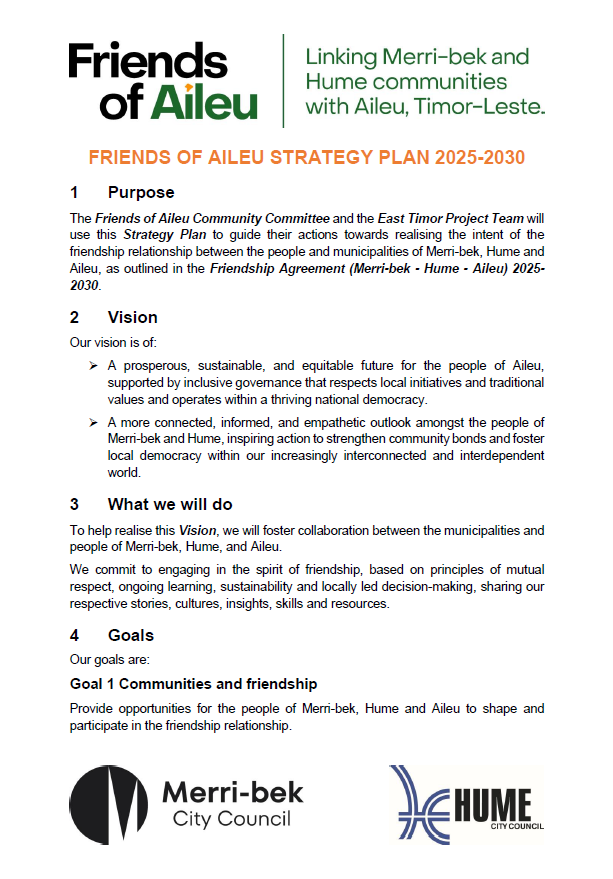 Friends
of Aileu
Linking Merri-bek and
Hume communities
with Aileu, Timor-Leste.
FRIENDS OF AILEU STRATEGY PLAN 2025-2030
1 Purpose
The Friends of Aileu Community Committee and the East Timor Project Team will
use this Strategy Plan to guide their actions towards realising the intent of the
friendship relationship between the people and municipalities of Merri-bek, Hume and
Aileu, as outlined in the Friendship Agreement (Merri-bek - Hume - Aileu) 2025-
2030.
2 Vision
Our vision is of:
➢ A prosperous, sustainable, and equitable future for the people of Aileu,
supported by inclusive governance that respects local initiatives and traditional
values and operates within a thriving national democracy.
➢ A more connected, informed, and empathetic outlook amongst the people of
Merri-bek and Hume, inspiring action to strengthen community bonds and foster
local democracy within our increasingly interconnected and interdependent
world.
3 What we will do
To help realise this Vision, we will foster collaboration between the municipalities and
people of Merri-bek, Hume, and Aileu.
We commit to engaging in the spirit of friendship, based on principles of mutual
respect, ongoing learning, sustainability and locally led decision-making, sharing our
respective stories, cultures, insights, skills and resources.
4 Goals
Our goals are:
Goal 1 Communities and friendship
Provide opportunities for the people of Merri-bek, Hume and Aileu to shape and
participate in the friendship relationship.
Merri-bek
City Council
HUME
CITY COUNCIL